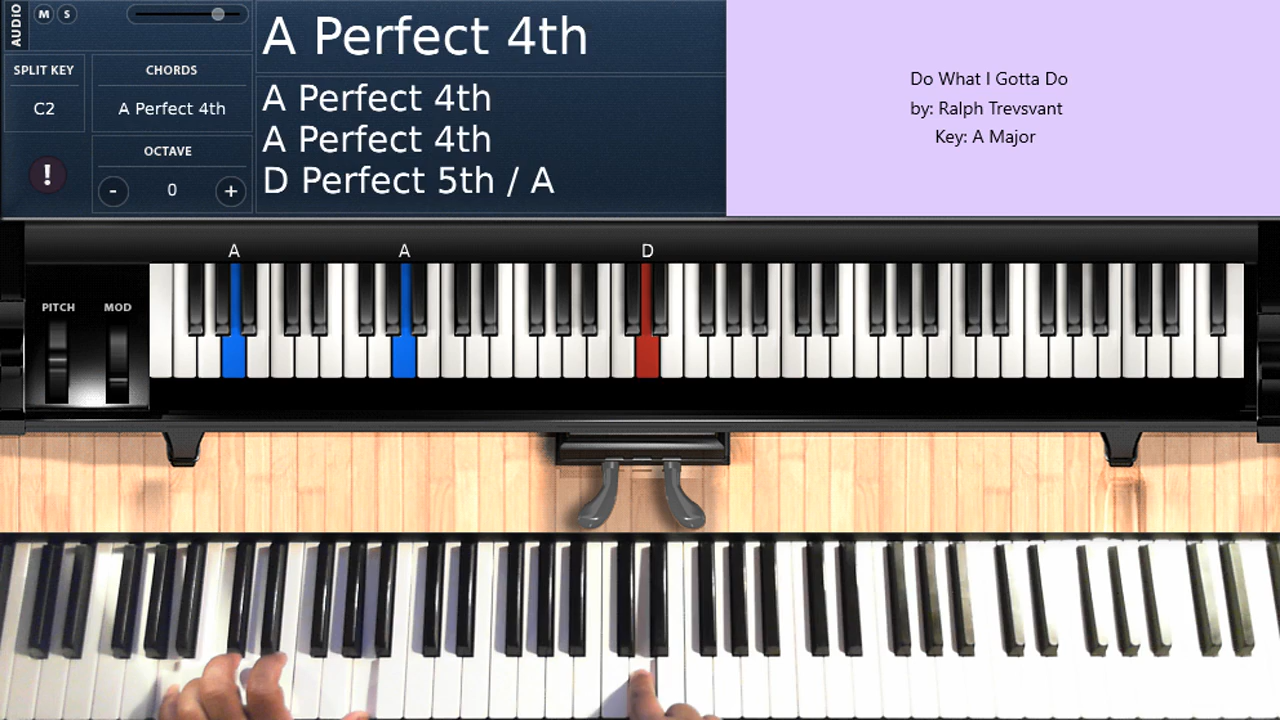 AUDIO
M S
SPLIT KEY
C2
!
CHORDS
A Perfect 4th
OCTAVE
- 0 +
A Perfect 4th
A Perfect 4th
A Perfect 4th
D Perfect 5th / A
Do What I Gotta Do
by: Ralph Trevsvant
Key: A Major
A A D
PITCH MOD